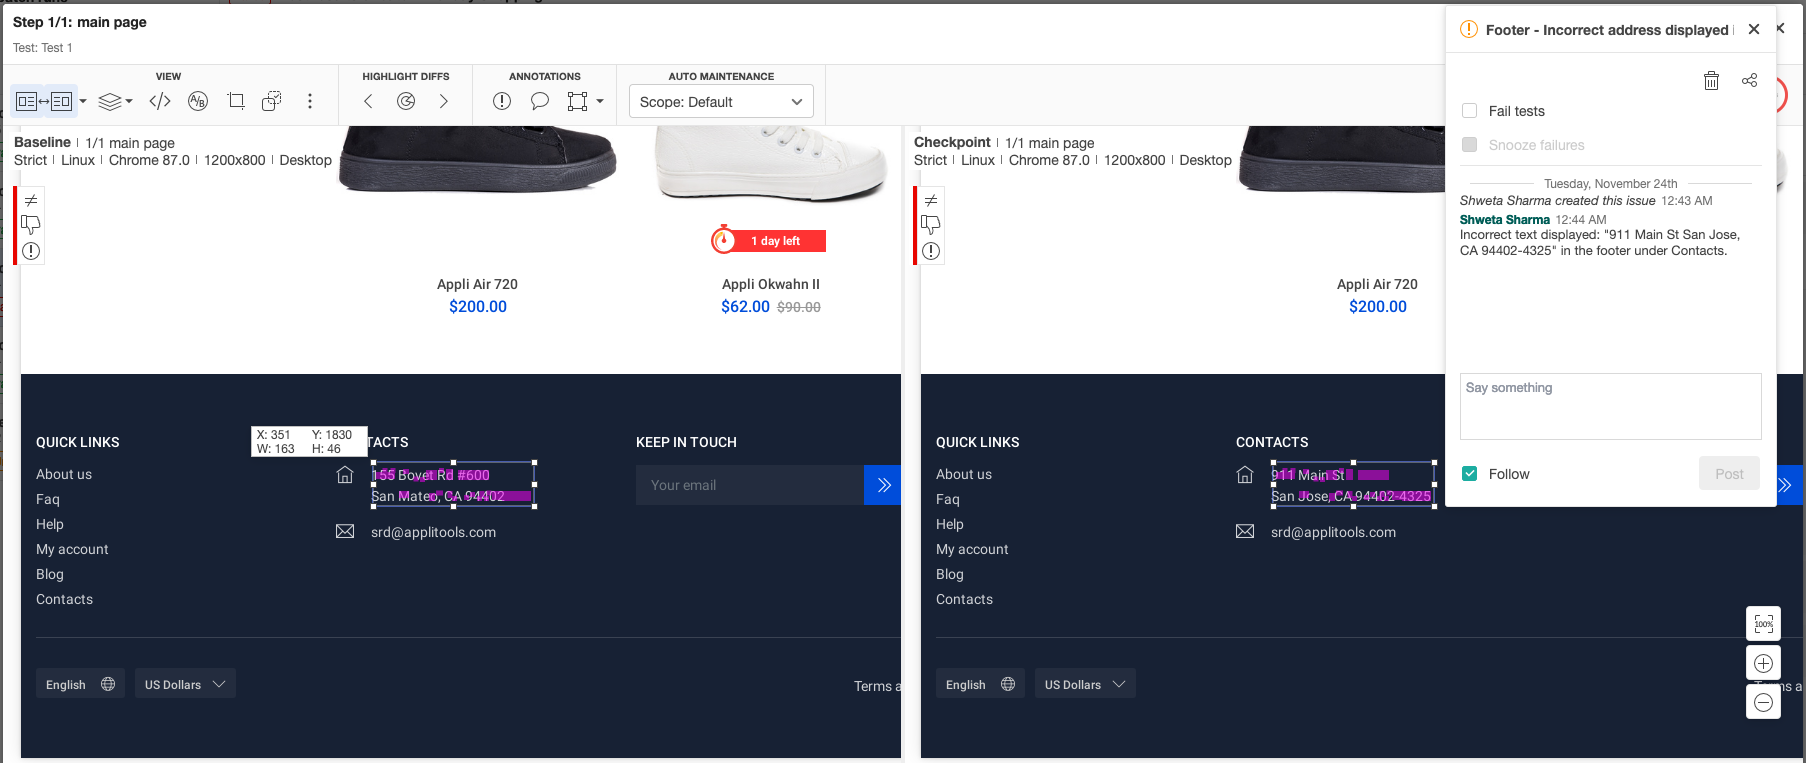 Step 1/1: main page
Test: Test 1
VIEW
HIGHLIGHT DIFFS
ANNOTATIONS
AUTO MAINTENANCE
A/B
Scope: Default
Baseline | 1/1 main page
Strict | Linux | Chrome 87.0 | 1200x800 | Desktop
1 day left
Appli Air 720
$200.00
Appli Okwahn II
$62.00 $90.00
QUICK LINKS
About us
Faq
Help
My account
Blog
Contacts
X: 351 Y: 1830
W: 163 H: 46
TACTS
155 Bovet Rd #600
San Mateo, CA 94402
srd@applitools.com
KEEP IN TOUCH
Your email
English
US Dollars
Terms a
Checkpoint | 1/1 main page
Strict | Linux | Chrome 87.0 | 1200x800 | Desktop
Appli Air 720
$200.00
QUICK LINKS
About us
Faq
Help
My account
Blog
Contacts
CONTACTS
911 Main St
San Jose, CA 94402-4325
srd@applitools.com
English
US Dollars
Terms a
Footer - Incorrect address displayed
Fail tests
Snooze failures
Tuesday, November 24th
Shweta Sharma created this issue 12:43 AM
Shweta Sharma 12:44 AM
Incorrect text displayed: "911 Main St San Jose,
CA 94402-4325" in the footer under Contacts.
Say something
Follow
Post
100%